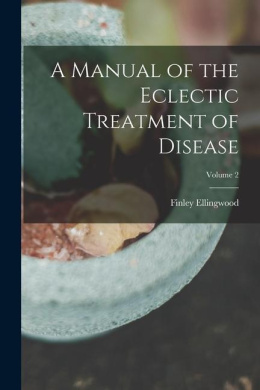 A Manual of the
Eclectic
Treatment of
Disease
Volume 2
Finley Ellingwood